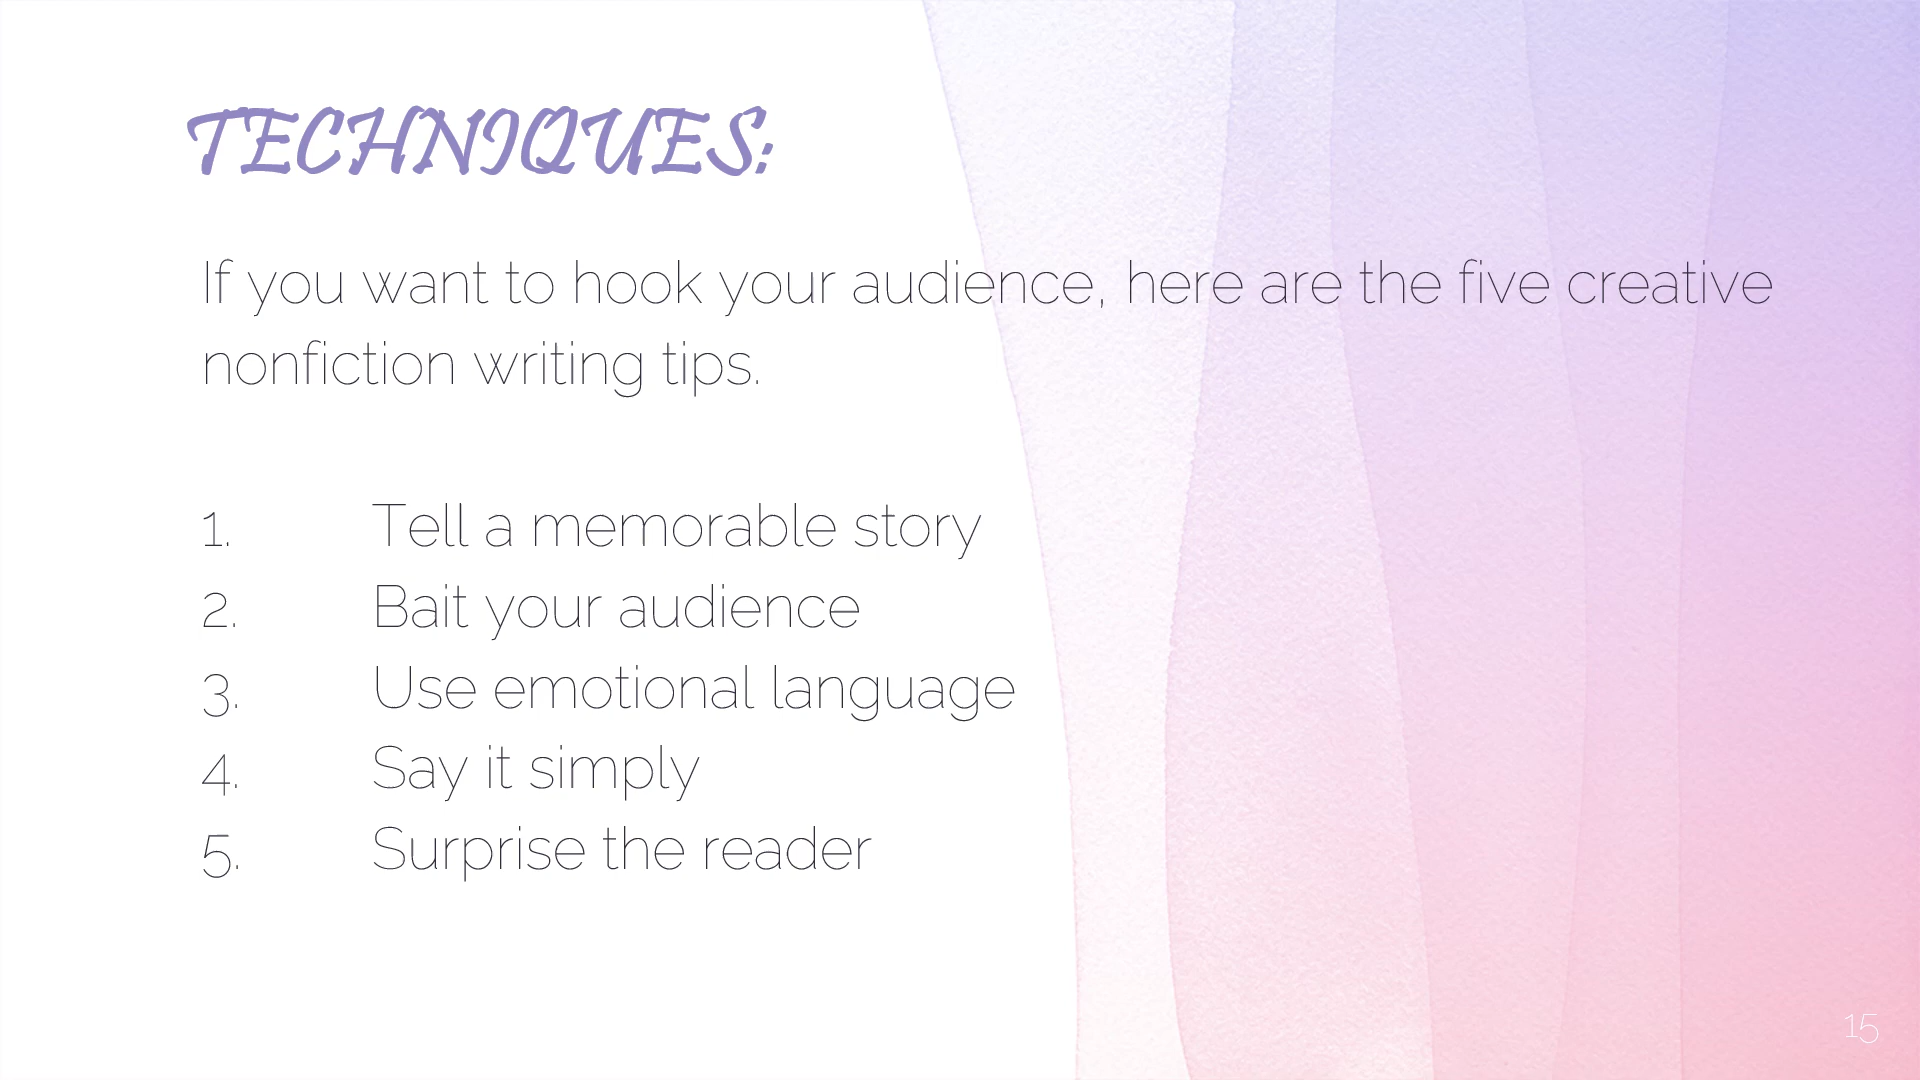 TECHNIQUES:
If you want to hook your audience, here are the five creative
nonfiction writing tips.
1. Tell a memorable story
2. Bait your audience
3. Use emotional language
4. Say it simply
5. Surprise the reader
15